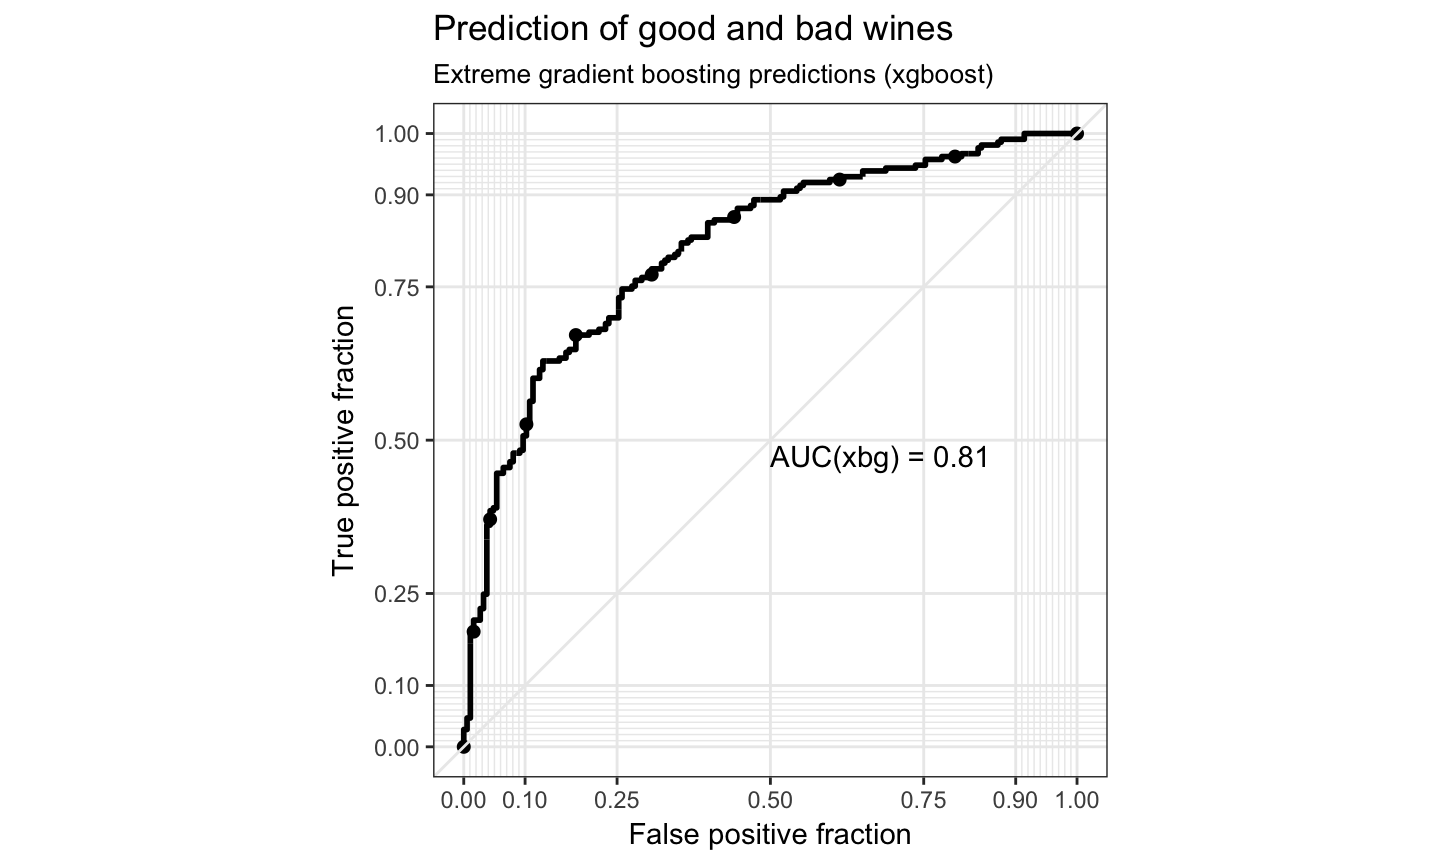 Prediction of good and bad wines
Extreme gradient boosting predictions (xgboost)
1.00
0.90
0.75
0.50
0.25
0.10
0.00
True positive fraction
AUC(xbg) = 0.81
0.00 0.10 0.25 0.50 0.75 0.90 1.00
False positive fraction